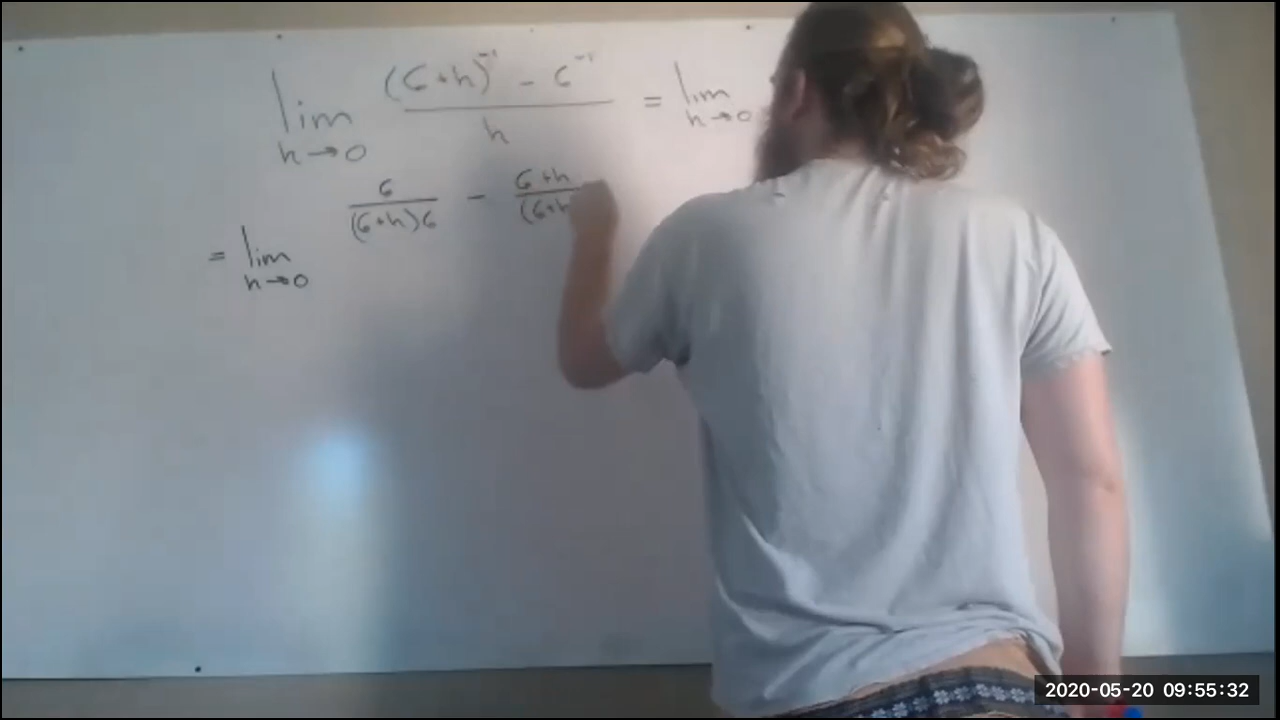 lim (6+h)⁻¹ - 6⁻¹ = lim
h→0 h h→0
6 - 6+h
(6+h)6 (6+h
= lim
h→0
2020-05-20 09:55:32